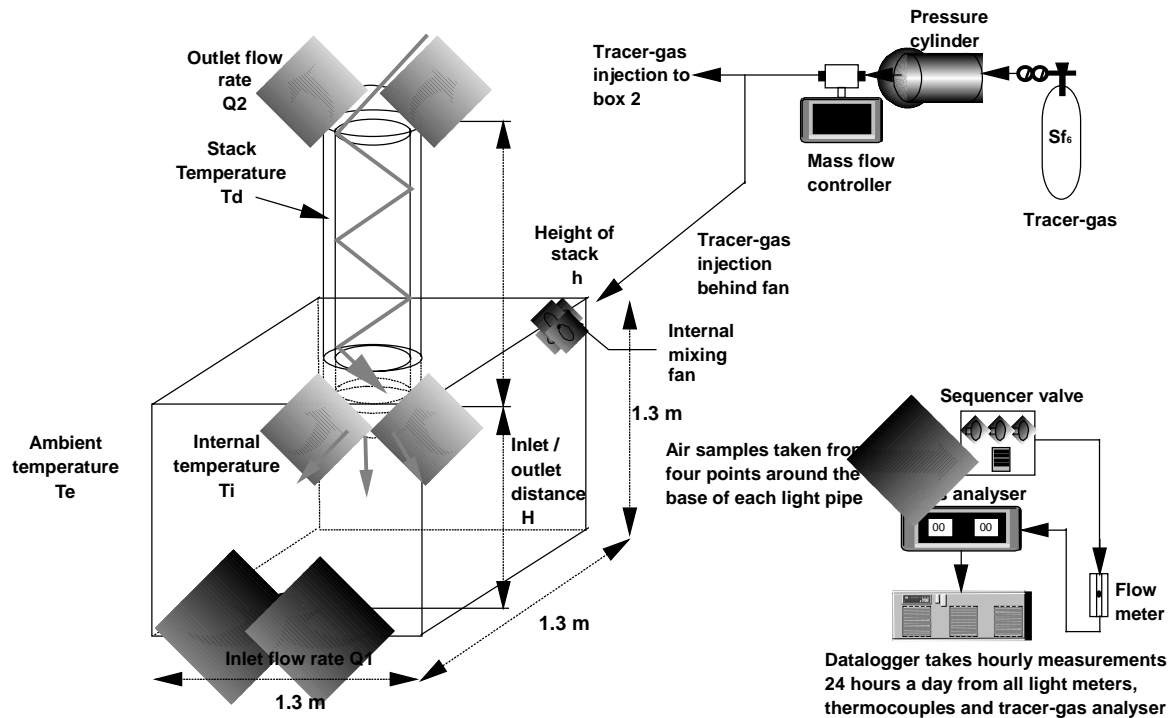 Outlet flow
rate
Q2
Stack
Temperature
Td
Tracer-gas
injection to
box 2
Pressure
cylinder
Mass flow
controller
Sf6
Tracer-gas
Height of
stack
h
Tracer-gas
injection
behind fan
Internal
mixing
fan
1.3 m
Ambient
temperature
Te
Internal
temperature
Ti
Inlet /
outlet
distance
H
Inlet flow rate Q1
1.3 m
1.3 m
Sequencer valve
Air samples taken from
four points around the
base of each light pipe
analyser
00 00
Flow
meter
Datalogger takes hourly measurements
24 hours a day from all light meters,
thermocouples and tracer-gas analyser